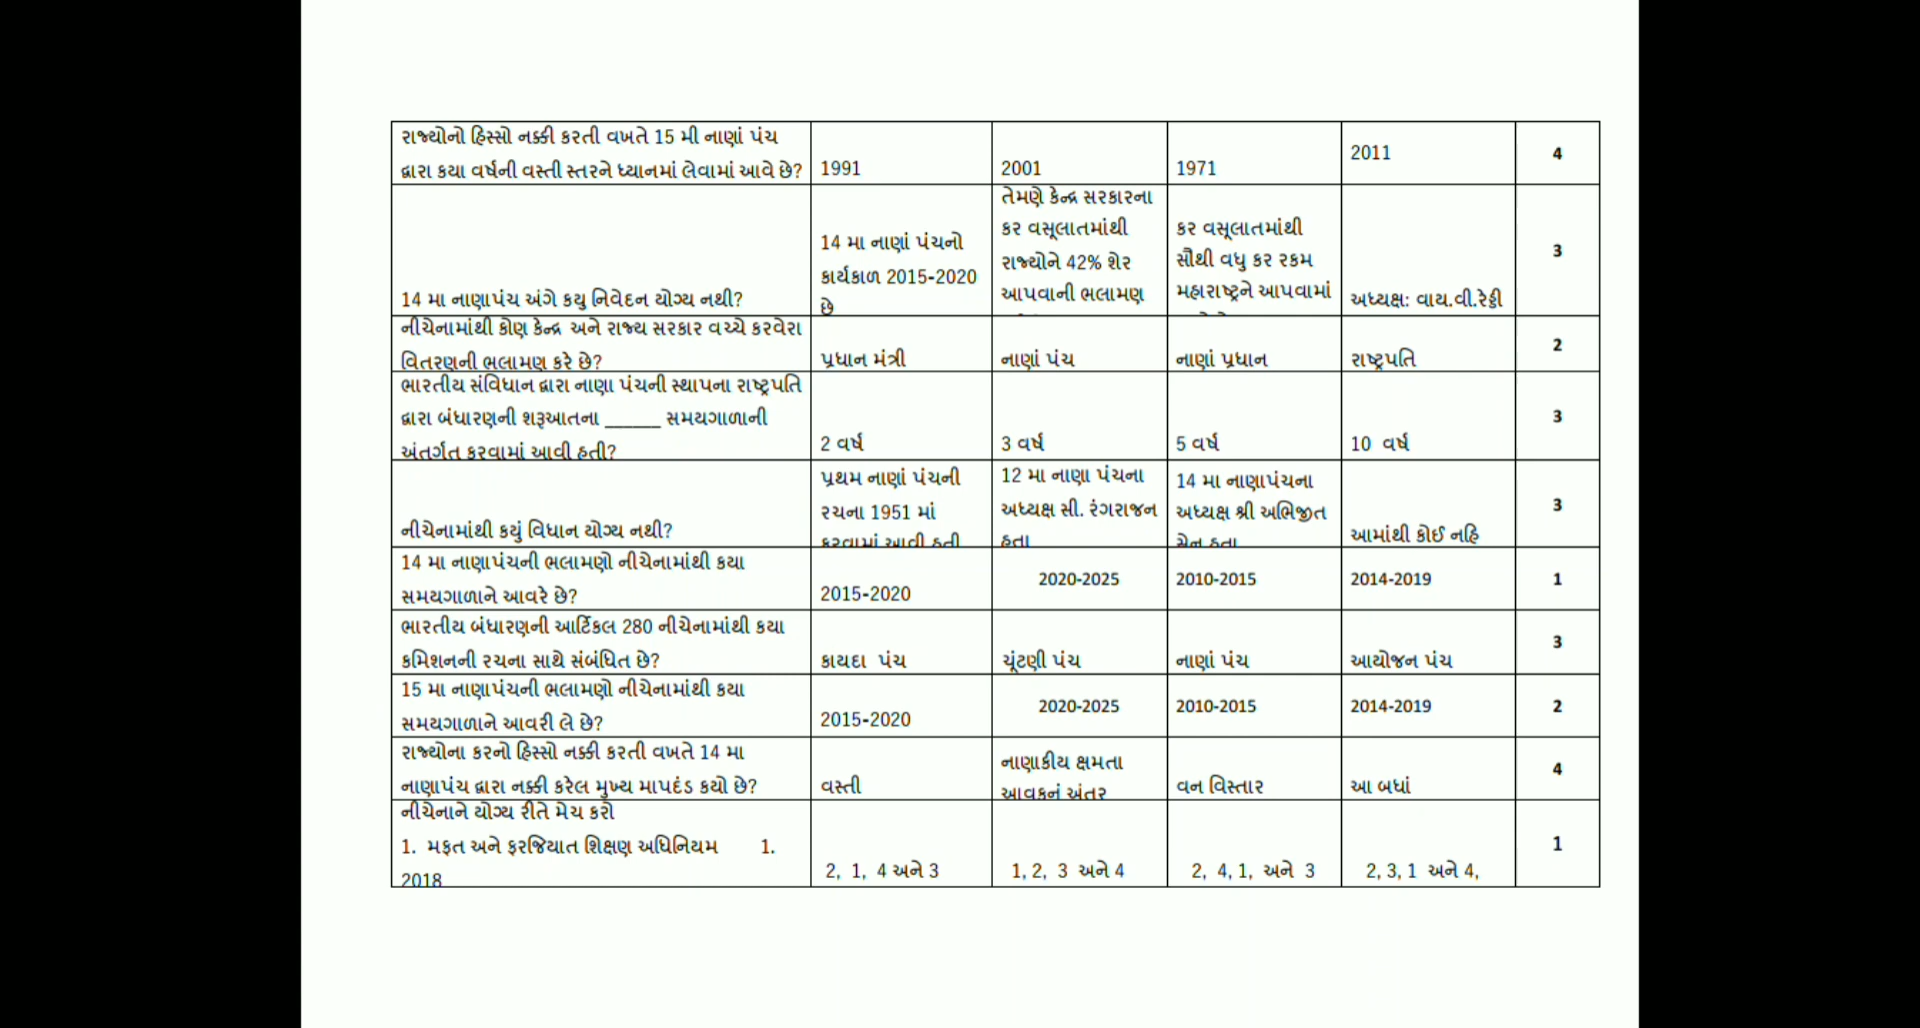 રાજ્યોનો હિસ્સો નક્કી કરતી વખતે 15 મી નાણાં પંચ
દ્વારા કયા વર્ષની વસ્તી સ્તરને ધ્યાનમાં લેવામાં આવે છે?
1991
2001
1971
2011
4
14 મા નાણાપંચ અંગે કયુ નિવેદન યોગ્ય નથી?
14 મા નાણાં પંચનો
કાર્યકાળ 2015-2020
છે
તેમણે કેન્દ્ર સરકારના
કર વસૂલાતમાંથી
રાજ્યોને 42% શેર
આપવાની ભલામણ
કર વસૂલાતમાંથી
સૌથી વધુ કર રકમ
મહારાષ્ટ્રને આપવામાં
અધ્યક્ષ: વાય.વી.રેડ્ડી
3
નીચેનામાંથી કોણ કેન્દ્ર અને રાજ્ય સરકાર વચ્ચે કરવેરા
વિતરણની ભલામણ કરે છે?
પ્રધાન મંત્રી
નાણાં પંચ
નાણાં પ્રધાન
રાષ્ટ્રપતિ
2
ભારતીય સંવિધાન દ્વારા નાણા પંચની સ્થાપના રાષ્ટ્રપતિ
દ્વારા બંધારણની શરૂઆતના ______ સમયગાળાની
અંતર્ગત કરવામાં આવી હતી?
2 વર્ષ
3 વર્ષ
5 વર્ષ
10 વર્ષ
3
નીચેનામાંથી કયું વિધાન યોગ્ય નથી?
પ્રથમ નાણાં પંચની
રચના 1951 માં
કરવામાં આવી હતી
12 મા નાણા પંચના
અધ્યક્ષ સી. રંગરાજન
હતા
14 મા નાણાપંચના
અધ્યક્ષ શ્રી અભિજીત
સેન હતા
આમાંથી કોઈ નહિ
3
14 મા નાણાપંચની ભલામણો નીચેનામાંથી કયા
સમયગાળાને આવરે છે?
2015-2020
2020-2025
2010-2015
2014-2019
1
ભારતીય બંધારણની આર્ટિકલ 280 નીચેનામાંથી કયા
કમિશનની રચના સાથે સંબંધિત છે?
કાયદા પંચ
ચૂંટણી પંચ
નાણાં પંચ
આયોજન પંચ
3
15 મા નાણાપંચની ભલામણો નીચેનામાંથી કયા
સમયગાળાને આવરી લે છે?
2015-2020
2020-2025
2010-2015
2014-2019
2
રાજ્યોના કરનો હિસ્સો નક્કી કરતી વખતે 14 મા
નાણાપંચ દ્વારા નક્કી કરેલ મુખ્ય માપદંડ કયો છે?
વસ્તી
નાણાકીય ક્ષમતા
આવકનું અંતર
વન વિસ્તાર
આ બધાં
4
નીચેનાને યોગ્ય રીતે મેચ કરો
1. મફત અને ફરજિયાત શિક્ષણ અધિનિયમ 1.
2018
2, 1, 4 અને 3
1, 2, 3 અને 4
2, 4, 1, અને 3
2, 3, 1 અને 4,
1